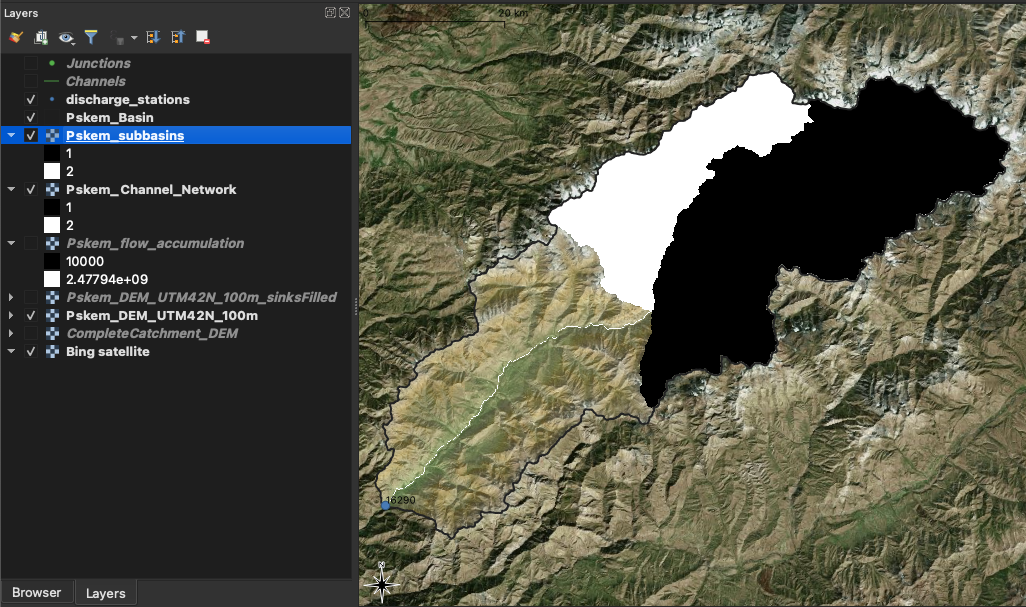 Layers
Junctions
Channels
discharge_stations
Pskem_Basin
Pskem_subbasins
1
2
Pskem_Channel_Network
1
2
Pskem_flow_accumulation
10000
2.47794e+09
Pskem_DEM_UTM42N_100m_sinksFilled
Pskem_DEM_UTM42N_100m
CompleteCatchment_DEM
Bing satellite
Browser
Layers
0
20 km
16290
N